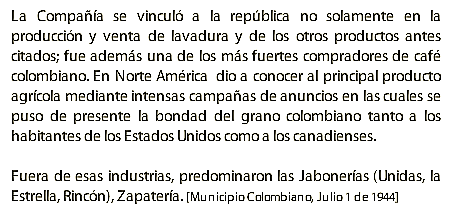 La Compañía se vinculó a la república no solamente en la
producción y venta de lavadura y de los otros productos antes
citados; fue además una de los más fuertes compradores de café
colombiano. En Norte América dio a conocer al principal producto
agrícola mediante intensas campañas de anuncios en las cuales se
puso de presente la bondad del grano colombiano tanto a los
habitantes de los Estados Unidos como a los canadienses.

Fuera de esas industrias, predominaron las Jabonerías (Unidas, la
Estrella, Rincón), Zapatería. [Municipio Colombiano, Julio 1 de 1944]